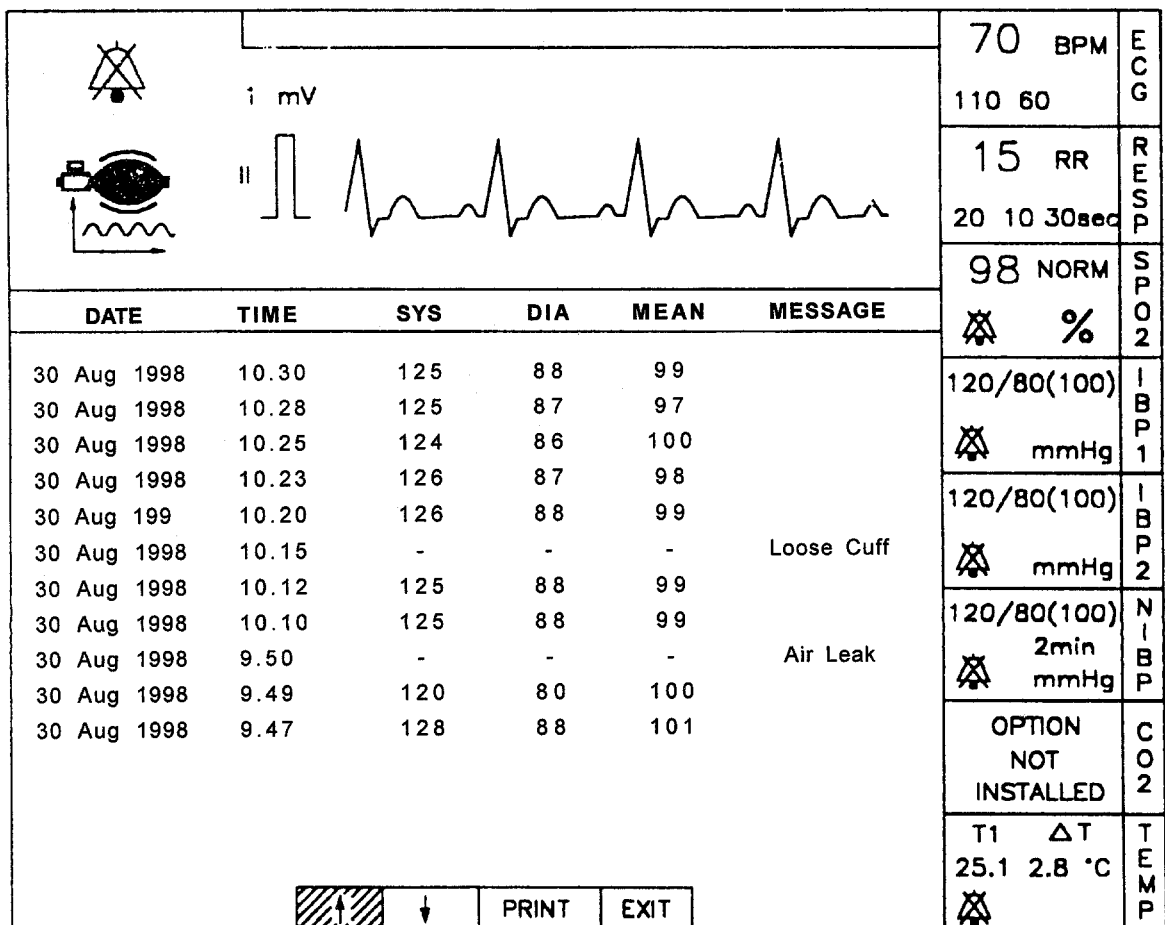 i mV
II
DATE TIME SYS DIA MEAN MESSAGE
30 Aug 1998 10.30 125 88 99
30 Aug 1998 10.28 125 87 97
30 Aug 1998 10.25 124 86 100
30 Aug 1998 10.23 126 87 98
30 Aug 199 10.20 126 88 99
30 Aug 1998 10.15 - - - Loose Cuff
30 Aug 1998 10.12 125 88 99
30 Aug 1998 10.10 125 88 99
30 Aug 1998 9.50 - - - Air Leak
30 Aug 1998 9.49 120 80 100
30 Aug 1998 9.47 128 88 101
↑ ↓ PRINT EXIT
70 BPM
110 60
ECG
15 RR
20 10 30sec
RESP
98 NORM
%
SPO2
120/80(100)
mmHg
IBP1
120/80(100)
mmHg
IBP2
120/80(100)
2min
mmHg
NIBP
OPTION
NOT
INSTALLED
CO2
T1 ΔT
25.1 2.8 °C
TEMP